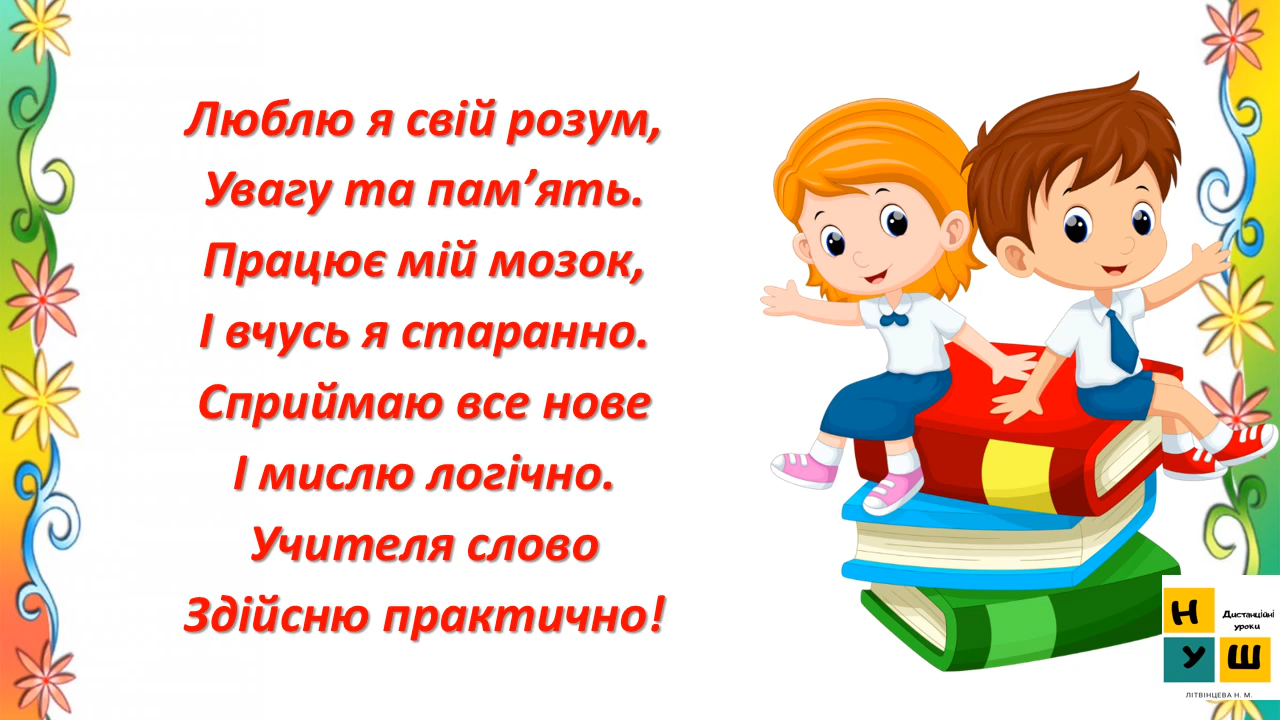 Люблю я свій розум,
Увагу та пам’ять.
Працює мій мозок,
І вчусь я старанно.
Сприймаю все нове
І мислю логічно.
Учителя слово
Здійсню практично!
Н
Дистанційні
уроки
У Ш
ЛІТВІНЦЕВА Н. М.